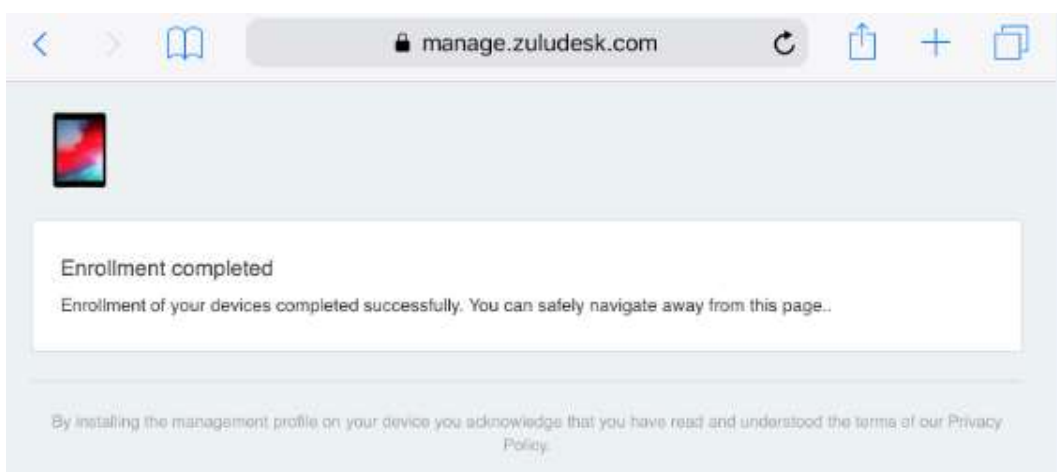 manage.zuludesk.com
Enrollment completed
Enrollment of your devices completed successfully. You can safely navigate away from this page..
By installing the management profile on your device you acknowledge that you have read and understood the terms of our Privacy
Policy.